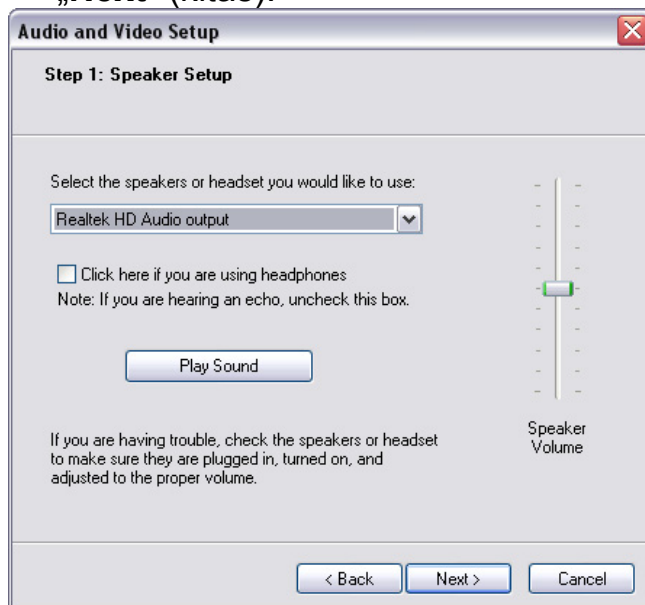 „Next“ (kitas).
Audio and Video Setup
Step 1: Speaker Setup
Select the speakers or headset you would like to use:
Realtek HD Audio output
Click here if you are using headphones
Note: If you are hearing an echo, uncheck this box.
Play Sound
If you are having trouble, check the speakers or headset
to make sure they are plugged in, turned on, and
adjusted to the proper volume.
Speaker
Volume
< Back
Next >
Cancel